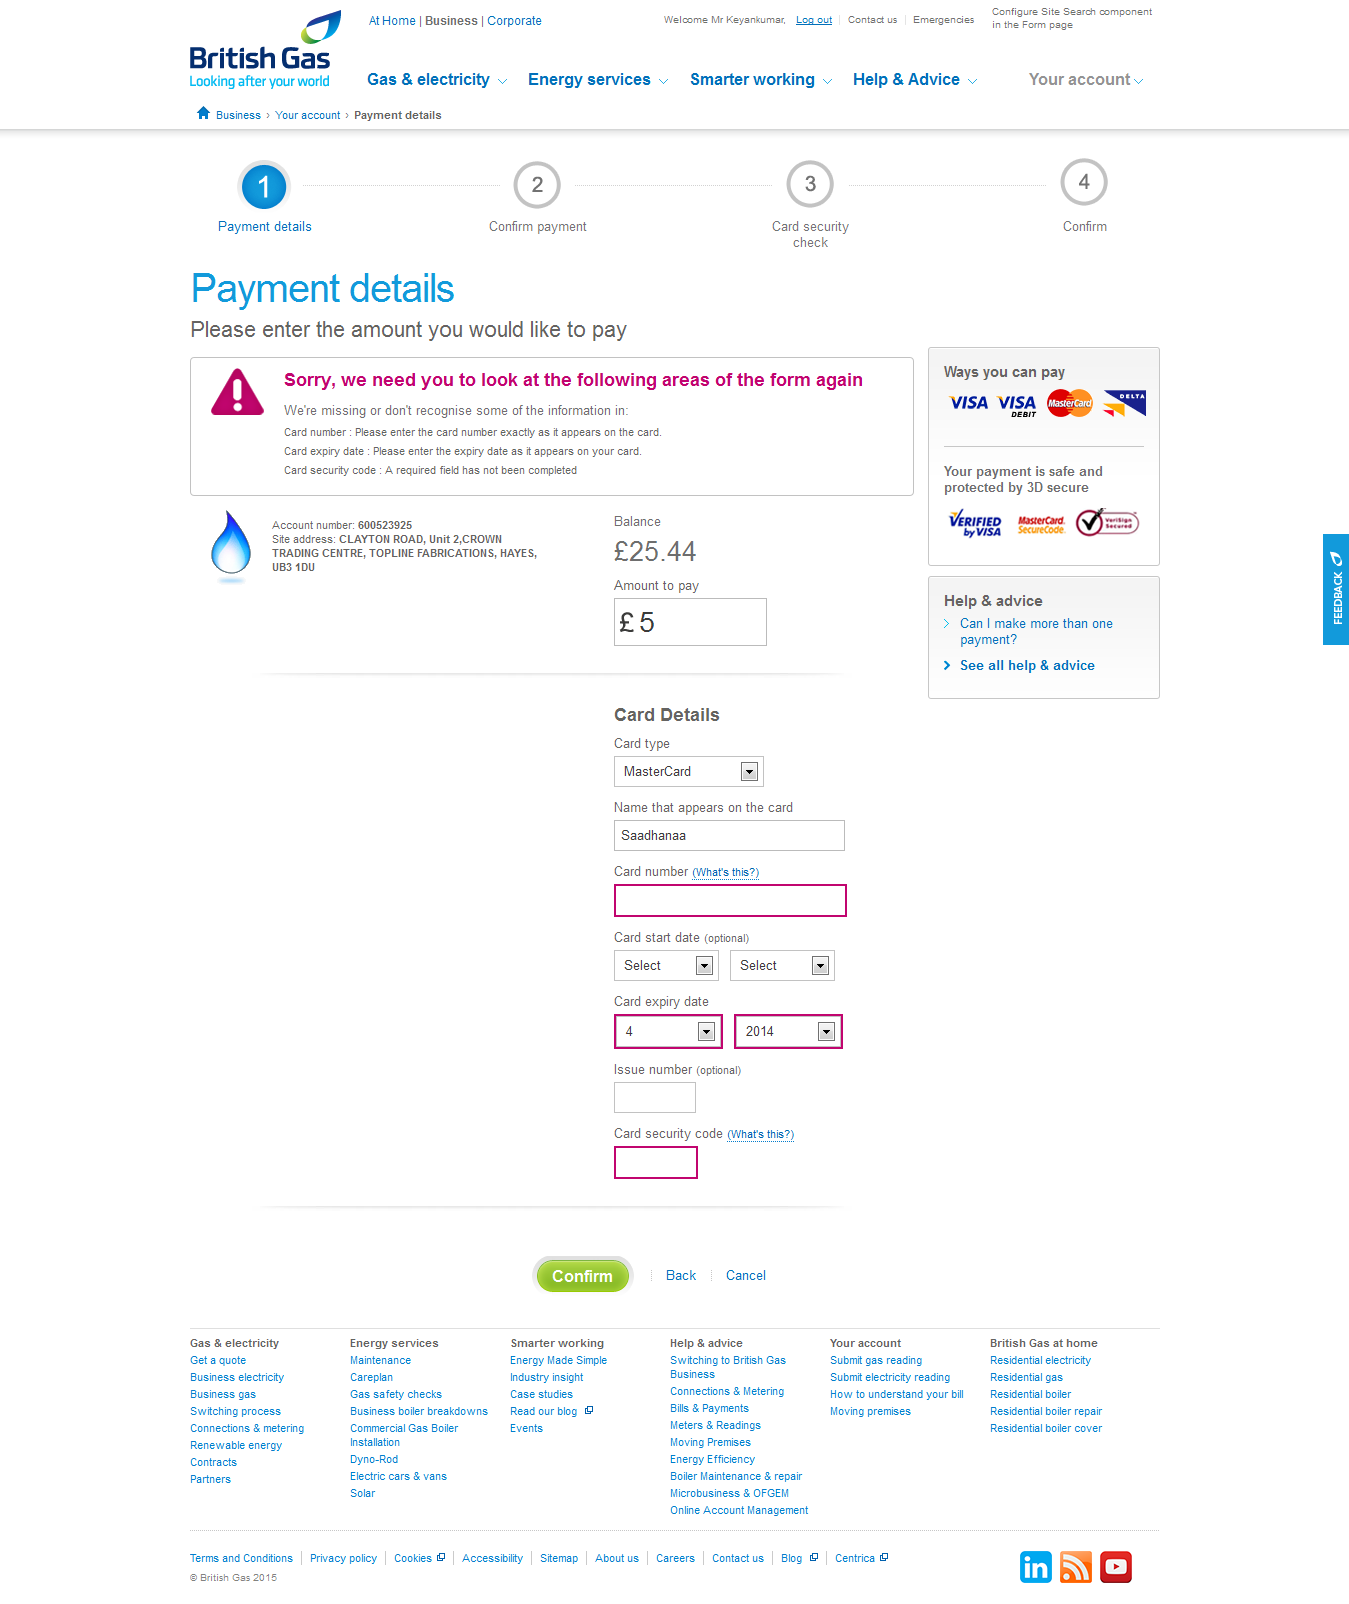 British Gas
Looking after your world
At Home | Business | Corporate
Welcome Mr Keyankumar, Log out Contact us Emergencies
Configure Site Search component
in the Form page
Gas & electricity Energy services Smarter working Help & Advice Your account
Business › Your account › Payment details
1 2 3 4
Payment details Confirm payment Card security
check Confirm
Payment details
Please enter the amount you would like to pay
Sorry, we need you to look at the following areas of the form again
We're missing or don't recognise some of the information in:
Card number : Please enter the card number exactly as it appears on the card.
Card expiry date : Please enter the expiry date as it appears on your card.
Card security code : A required field has not been completed
Ways you can pay
VISA VISA DEBIT MasterCard DELTA
Your payment is safe and
protected by 3D secure
VERIFIED by VISA MasterCard. SecureCode. VeriSign Secured
Account number: 600523925
Site address: CLAYTON ROAD, Unit 2,CROWN
TRADING CENTRE, TOPLINE FABRICATIONS, HAYES,
UB3 1DU
Balance
£25.44
Amount to pay
£ 5
Help & advice
Can I make more than one
payment?
See all help & advice
FEEDBACK
Card Details
Card type
MasterCard
Name that appears on the card
Saadhanaa
Card number (What's this?)
Card start date (optional)
Select Select
Card expiry date
4 2014
Issue number (optional)
Card security code (What's this?)
Confirm Back Cancel
Gas & electricity
Get a quote
Business electricity
Business gas
Switching process
Connections & metering
Renewable energy
Contracts
Partners
Energy services
Maintenance
Careplan
Gas safety checks
Business boiler breakdowns
Commercial Gas Boiler
Installation
Dyno-Rod
Electric cars & vans
Solar
Smarter working
Energy Made Simple
Industry insight
Case studies
Read our blog
Events
Help & advice
Switching to British Gas
Business
Connections & Metering
Bills & Payments
Meters & Readings
Moving Premises
Energy Efficiency
Boiler Maintenance & repair
Microbusiness & OFGEM
Online Account Management
Your account
Submit gas reading
Submit electricity reading
How to understand your bill
Moving premises
British Gas at home
Residential electricity
Residential gas
Residential boiler
Residential boiler repair
Residential boiler cover
Terms and Conditions Privacy policy Cookies Accessibility Sitemap About us Careers Contact us Blog Centrica
© British Gas 2015
in